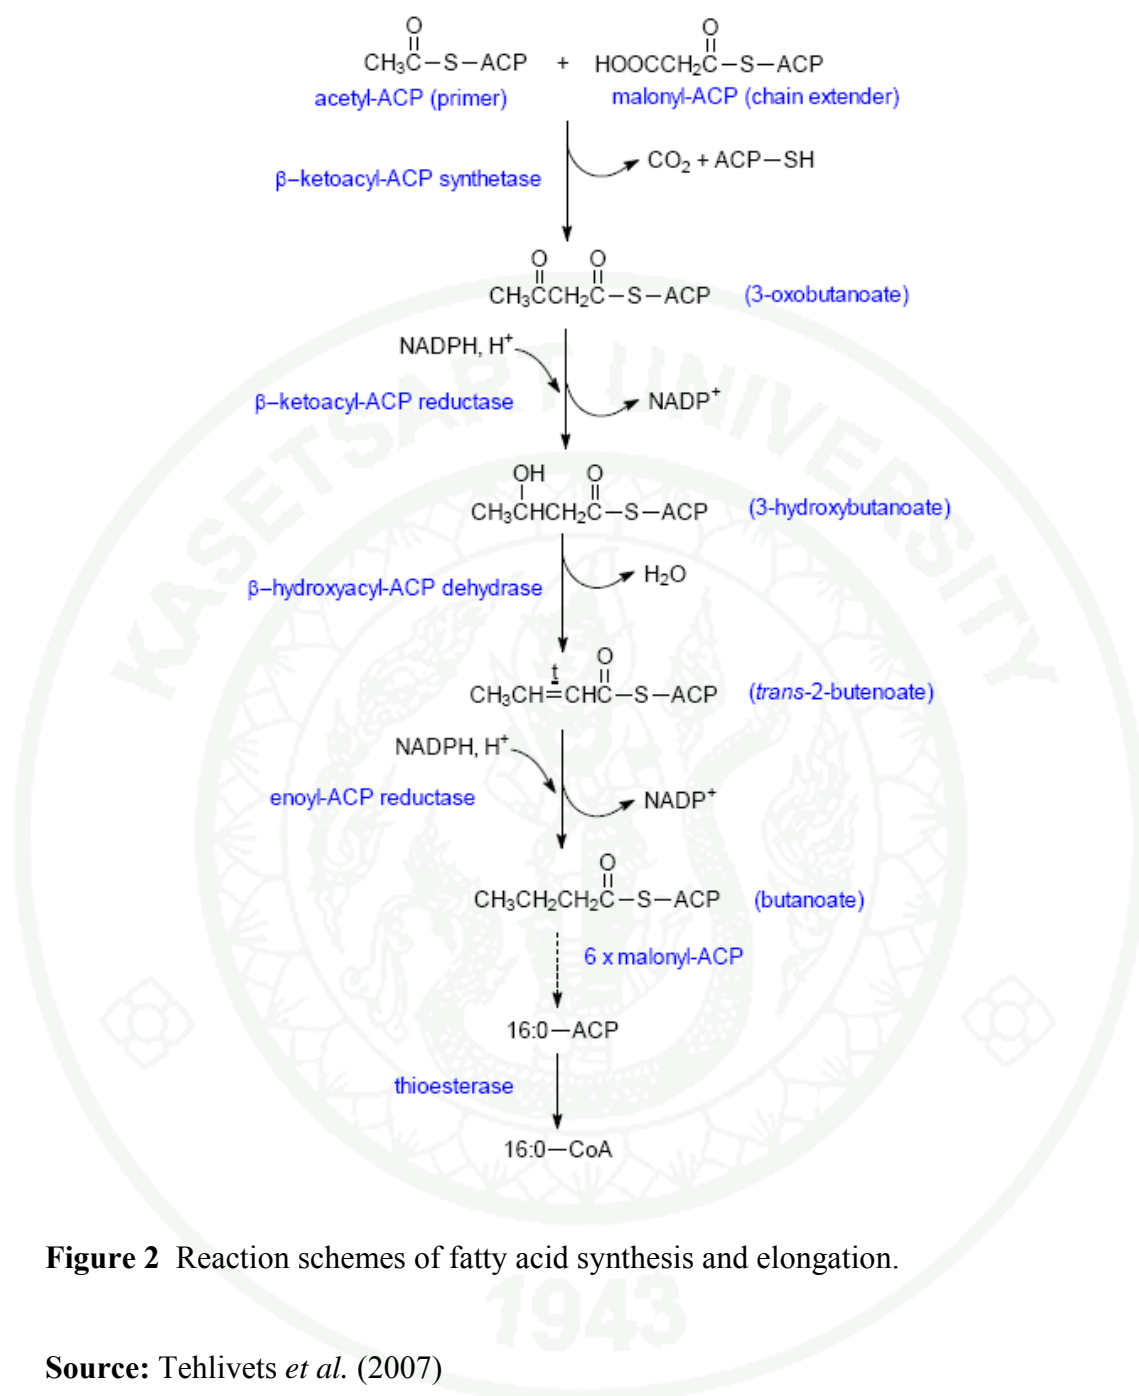 O
CH₃C–S–ACP + HOOCCH₂C–S–ACP
O
acetyl-ACP (primer) malonyl-ACP (chain extender)
CO₂ + ACP–SH
β–ketoacyl-ACP synthetase
O O
CH₃CCH₂C–S–ACP (3-oxobutanoate)
NADPH, H⁺
β–ketoacyl-ACP reductase NADP⁺
OH O
CH₃CHCH₂C–S–ACP (3-hydroxybutanoate)
H₂O
β–hydroxyacyl-ACP dehydrase
O
t
CH₃CH=CHC–S–ACP (trans-2-butenoate)
NADPH, H⁺
enoyl-ACP reductase NADP⁺
O
CH₃CH₂CH₂C–S–ACP (butanoate)
6 x malonyl-ACP
16:0–ACP
thioesterase
16:0–CoA
KASETSART UNIVERSITY
Figure 2 Reaction schemes of fatty acid synthesis and elongation.
1943
Source: Tehlivets et al. (2007)